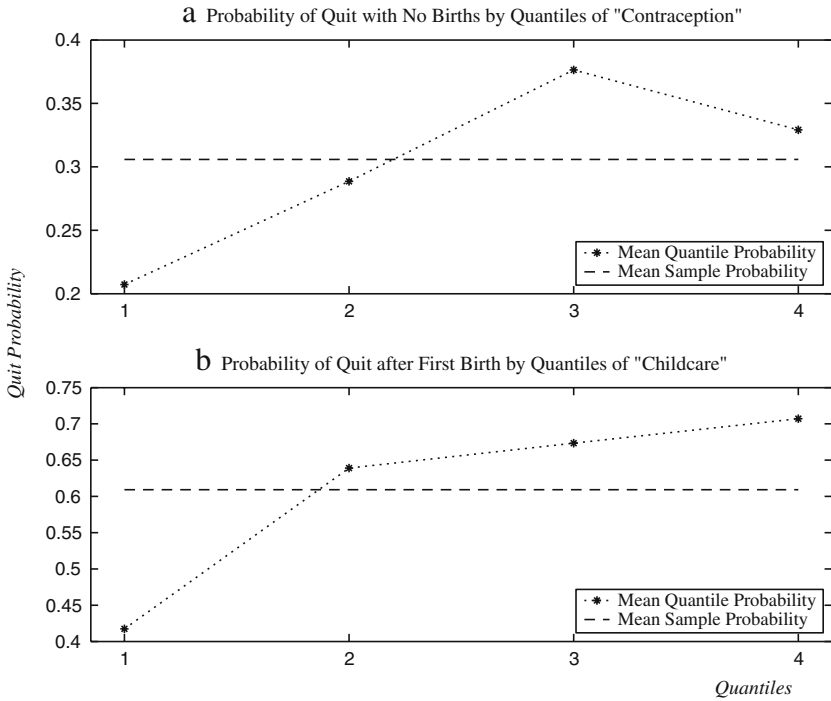 a Probability of Quit with No Births by Quantiles of "Contraception"
0.4
0.35
0.3
0.25
0.2
1 2 3 4
Mean Quantile Probability
Mean Sample Probability
Quit Probability
b Probability of Quit after First Birth by Quantiles of "Childcare"
0.75
0.7
0.65
0.6
0.55
0.5
0.45
0.4
1 2 3 4
Mean Quantile Probability
Mean Sample Probability
Quantiles